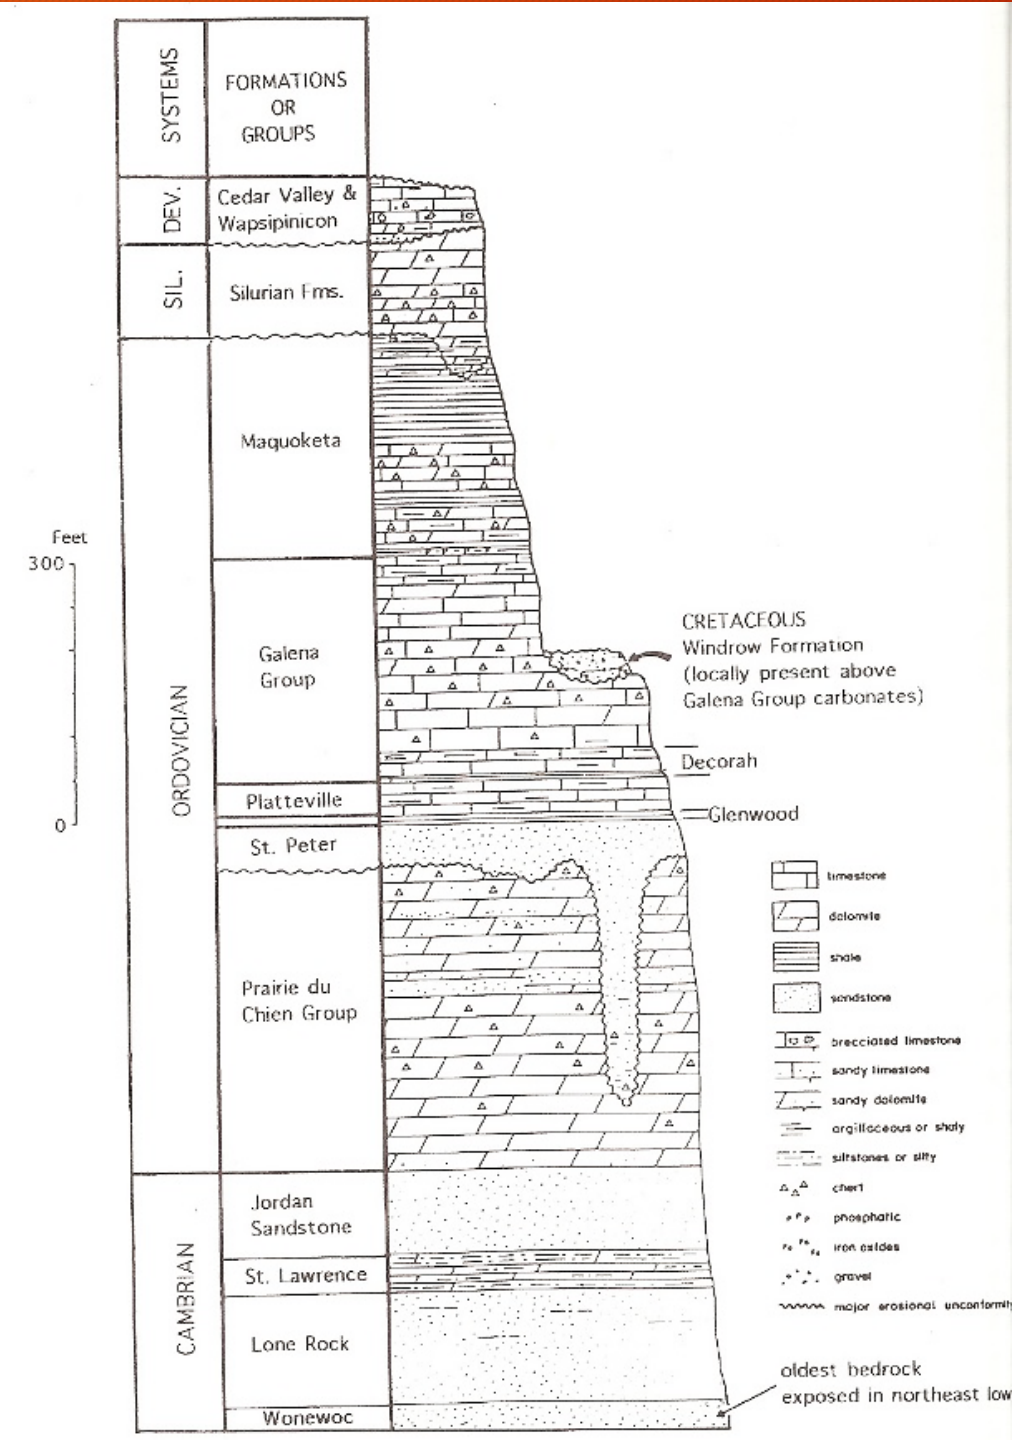 SYSTEMS
FORMATIONS
OR
GROUPS
DEV.
Cedar Valley &
Wapsipinicon
SIL.
Silurian Fms.
ORDOVICIAN
Maquoketa
Galena
Group
Platteville
St. Peter
Prairie du
Chien Group
CAMBRIAN
Jordan
Sandstone
St. Lawrence
Lone Rock
Wonewoc
Feet
300
0
CRETACEOUS
Windrow Formation
(locally present above
Galena Group carbonates)
Decorah
Glenwood
limestone
dolomite
shale
sandstone
brecciated limestone
sandy limestone
sandy dolomite
argillaceous or shaly
siltstones or silty
chert
phosphatic
iron oxides
gravel
major erosional unconformity
oldest bedrock
exposed in northeast Iow